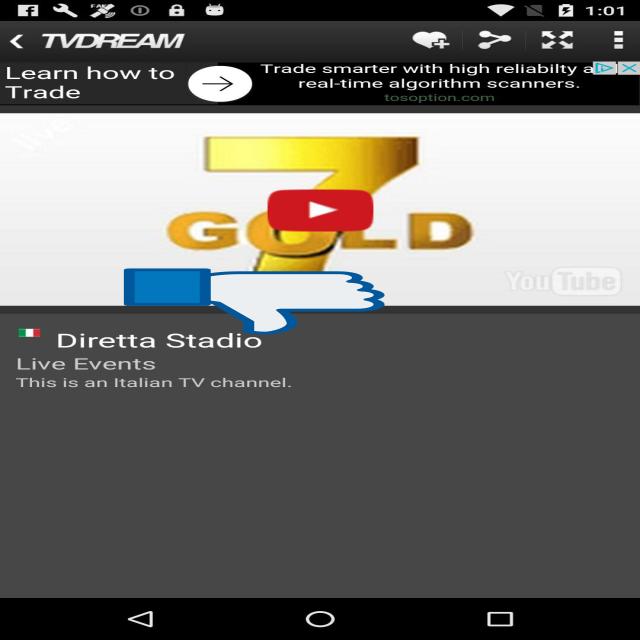 1:01
TVDREAM
Learn how to
Trade
Trade smarter with high reliabilty a
real-time algorithm scanners.
tosoption.com
live
7
GOLD
YouTube
Diretta Stadio
Live Events
This is an Italian TV channel.